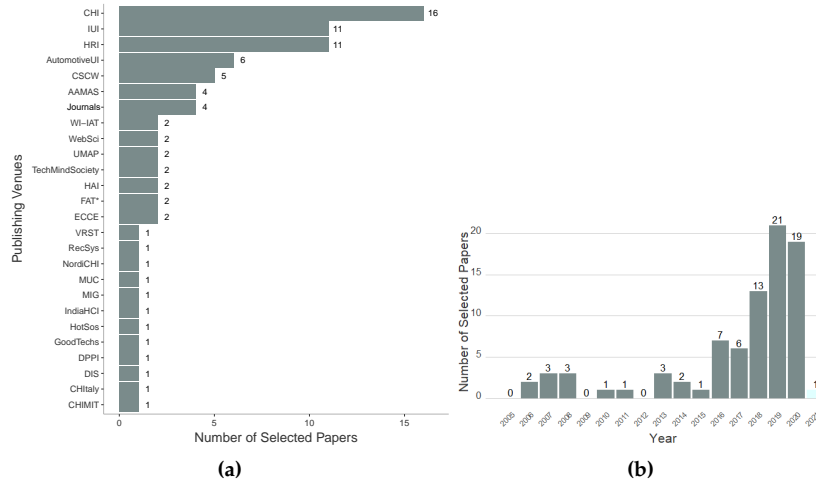 CHI 16
IUI 11
HRI 11
AutomotiveUI 6
CSCW 5
AAMAS 4
Journals 4
WI–IAT 2
WebSci 2
UMAP 2
TechMindSociety 2
HAI 2
FAT* 2
ECCE 2
VRST 1
RecSys 1
NordiCHI 1
MUC 1
MIG 1
IndiaHCI 1
HotSos 1
GoodTechs 1
DPPI 1
DIS 1
CHItaly 1
CHIMIT 1
Publishing Venues
0 5 10 15
Number of Selected Papers
(a)
Number of Selected Papers
20
15
10
5
0
0 2 3 3 0 1 1 0 3 2 1 7 6 13 21 19 1
2005 2006 2007 2008 2009 2010 2011 2012 2013 2014 2015 2016 2017 2018 2019 2020
Year
(b)